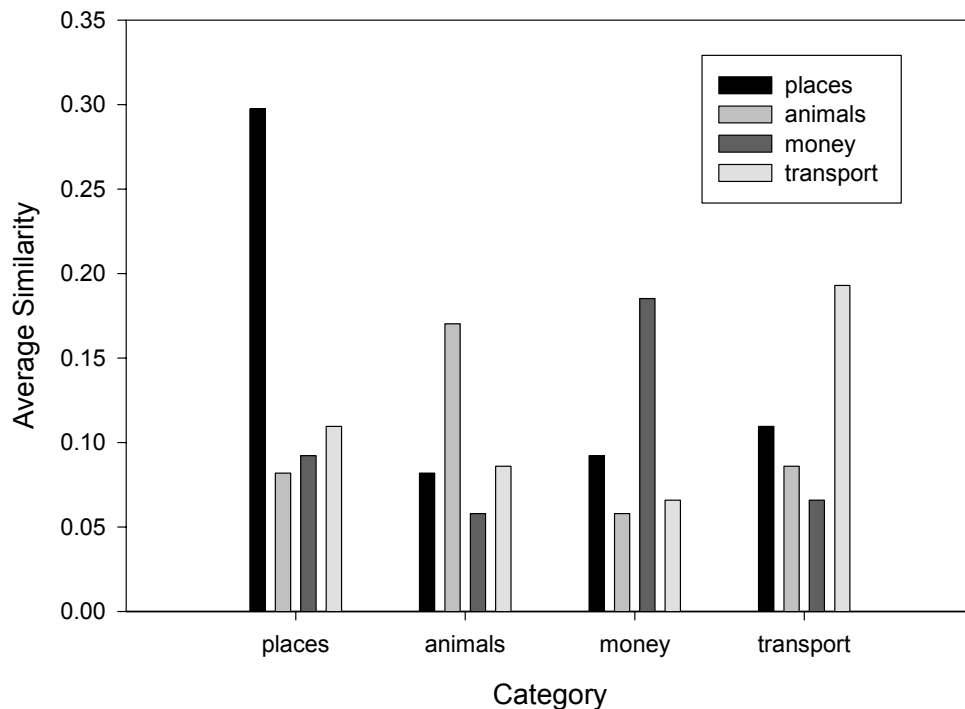 0.35
0.30
0.25
0.20
0.15
0.10
0.05
0.00
Average Similarity
places
animals
money
transport
places
animals
money
transport
Category